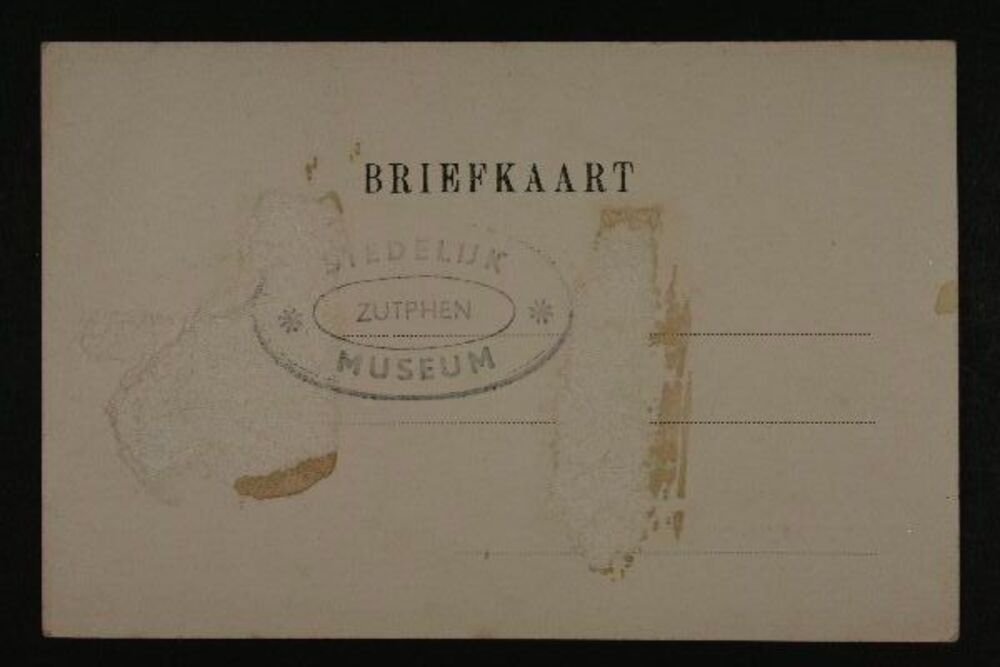 BRIEFKAART
STEDELIJK
ZUTPHEN
MUSEUM